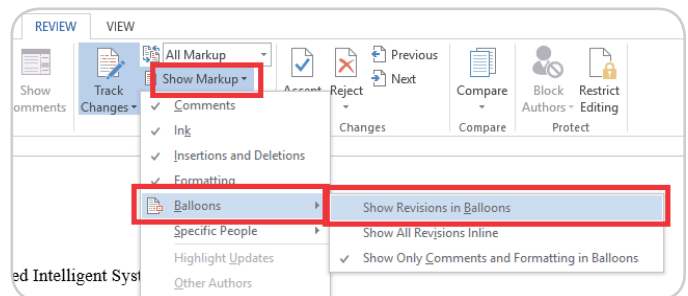 REVIEW VIEW
All Markup
Show Markup
Show
Comments
Track
Changes
Accept
Reject
Previous
Next
Compare
Block
Authors
Restrict
Editing
Changes
Compare
Protect
Comments
Ink
Insertions and Deletions
Formatting
Balloons
Specific People
Highlight Updates
Other Authors
Show Revisions in Balloons
Show All Revisions Inline
Show Only Comments and Formatting in Balloons
ed Intelligent Syst